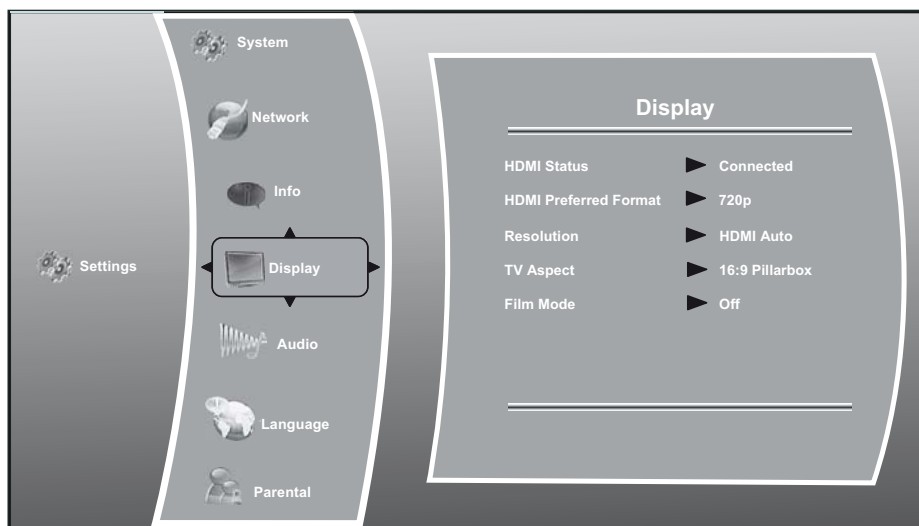 Settings
System
Network
Info
Display
Audio
Language
Parental
Display
HDMI Status Connected
HDMI Preferred Format 720p
Resolution HDMI Auto
TV Aspect 16:9 Pillarbox
Film Mode Off